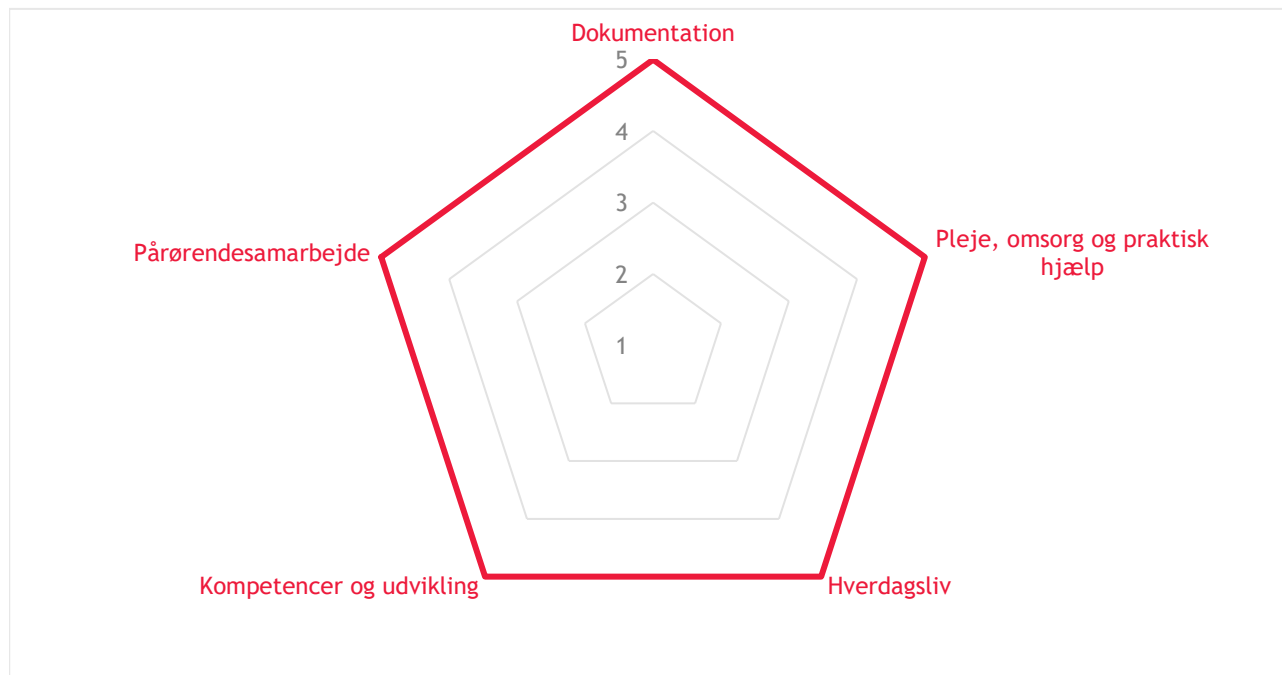 Dokumentation
5
4
3
2
1
Pleje, omsorg og praktisk
hjælp
Pårørendesamarbejde
Kompetencer og udvikling
Hverdagsliv